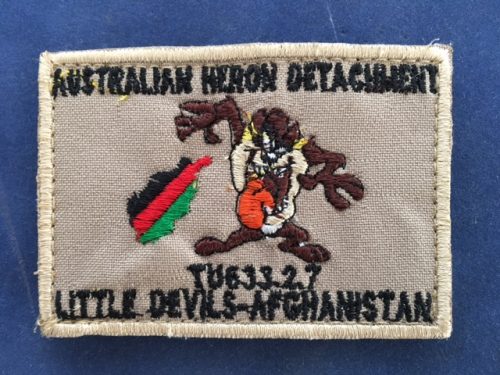 AUSTRALIAN HERON DETACHMENT
TU633.2.7
LITTLE DEVILS-AFGHANISTAN